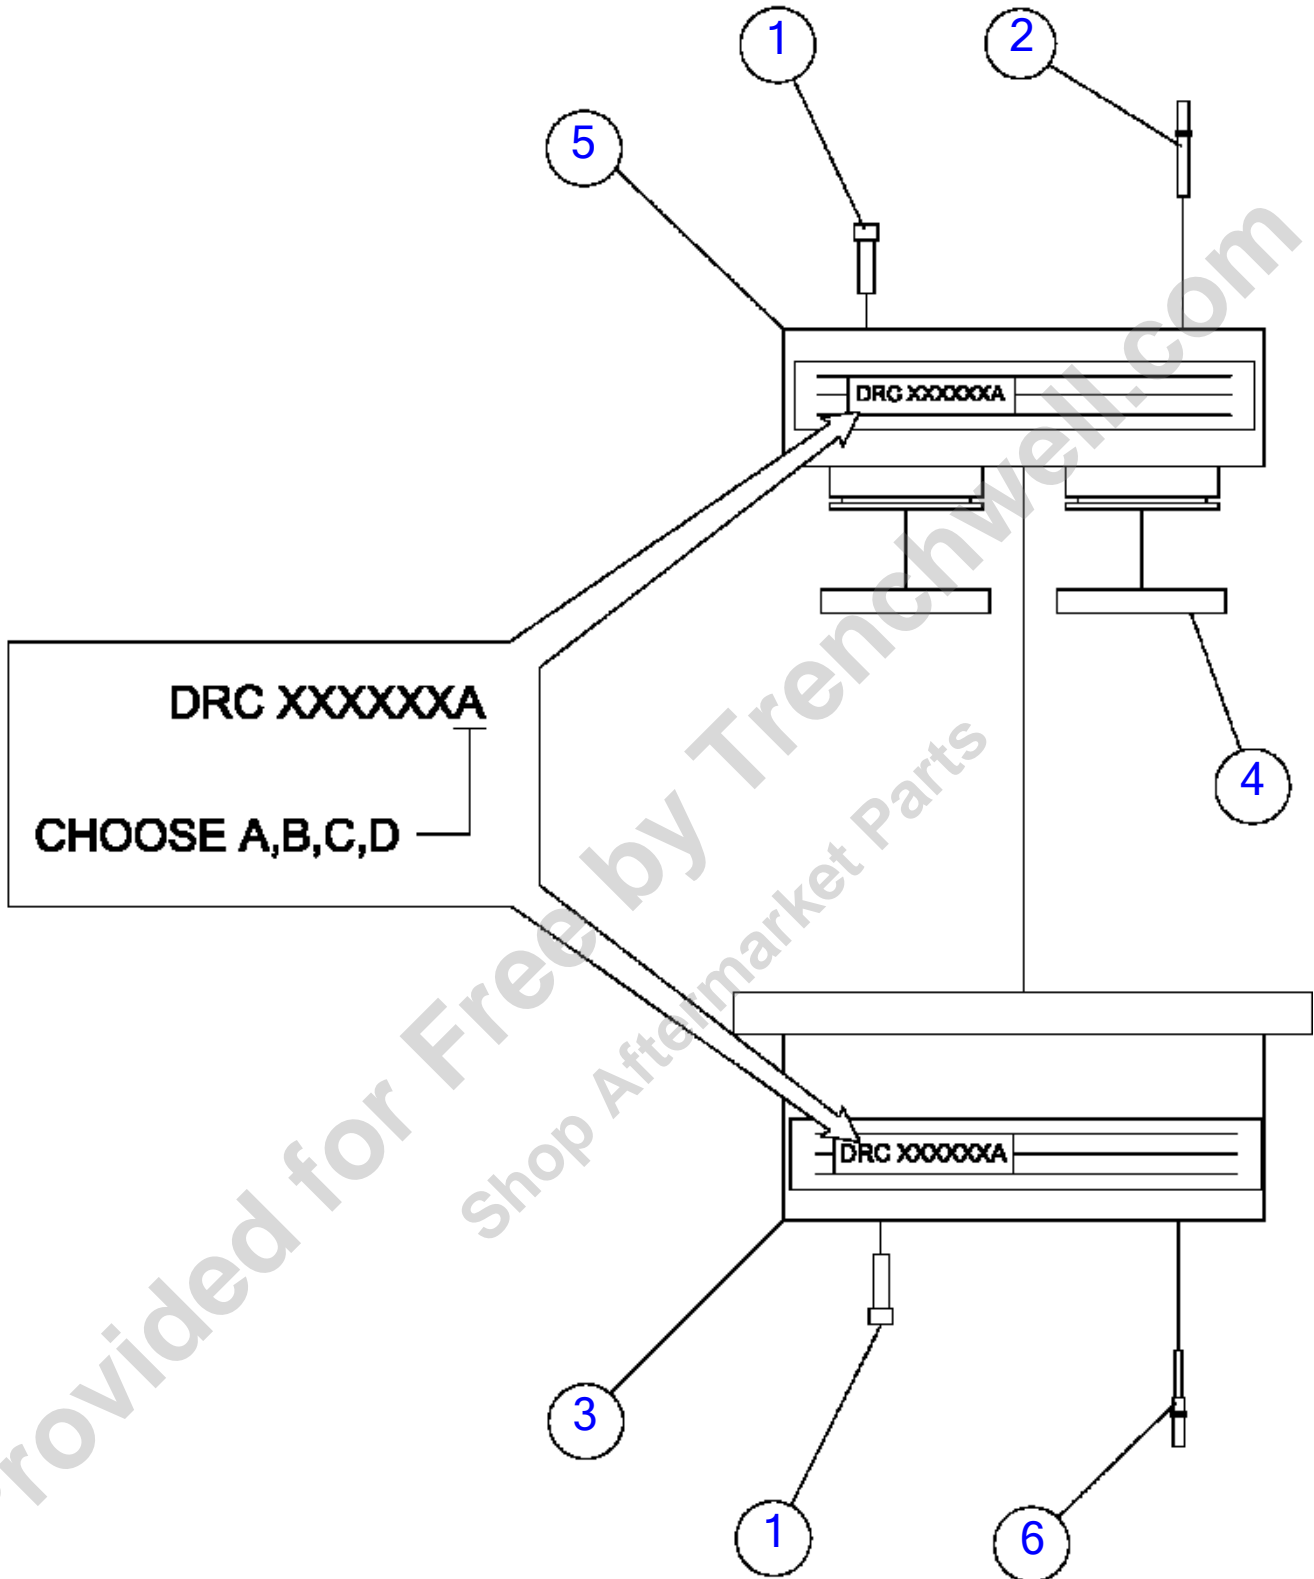 1
2
5
DRC XXXXXXA
DRC XXXXXXA
CHOOSE A,B,C,D
4
DRC XXXXXXA
3
1
6
Provided for Free by Trenchwell.com
Shop Aftermarket Parts